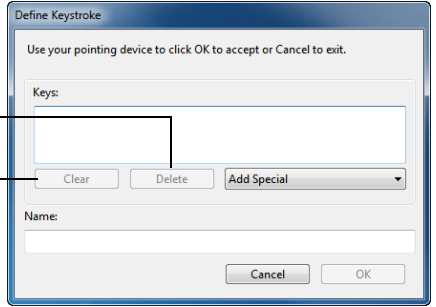 Define Keystroke
Use your pointing device to click OK to accept or Cancel to exit.
Keys:
Clear Delete Add Special
Name:
Cancel OK